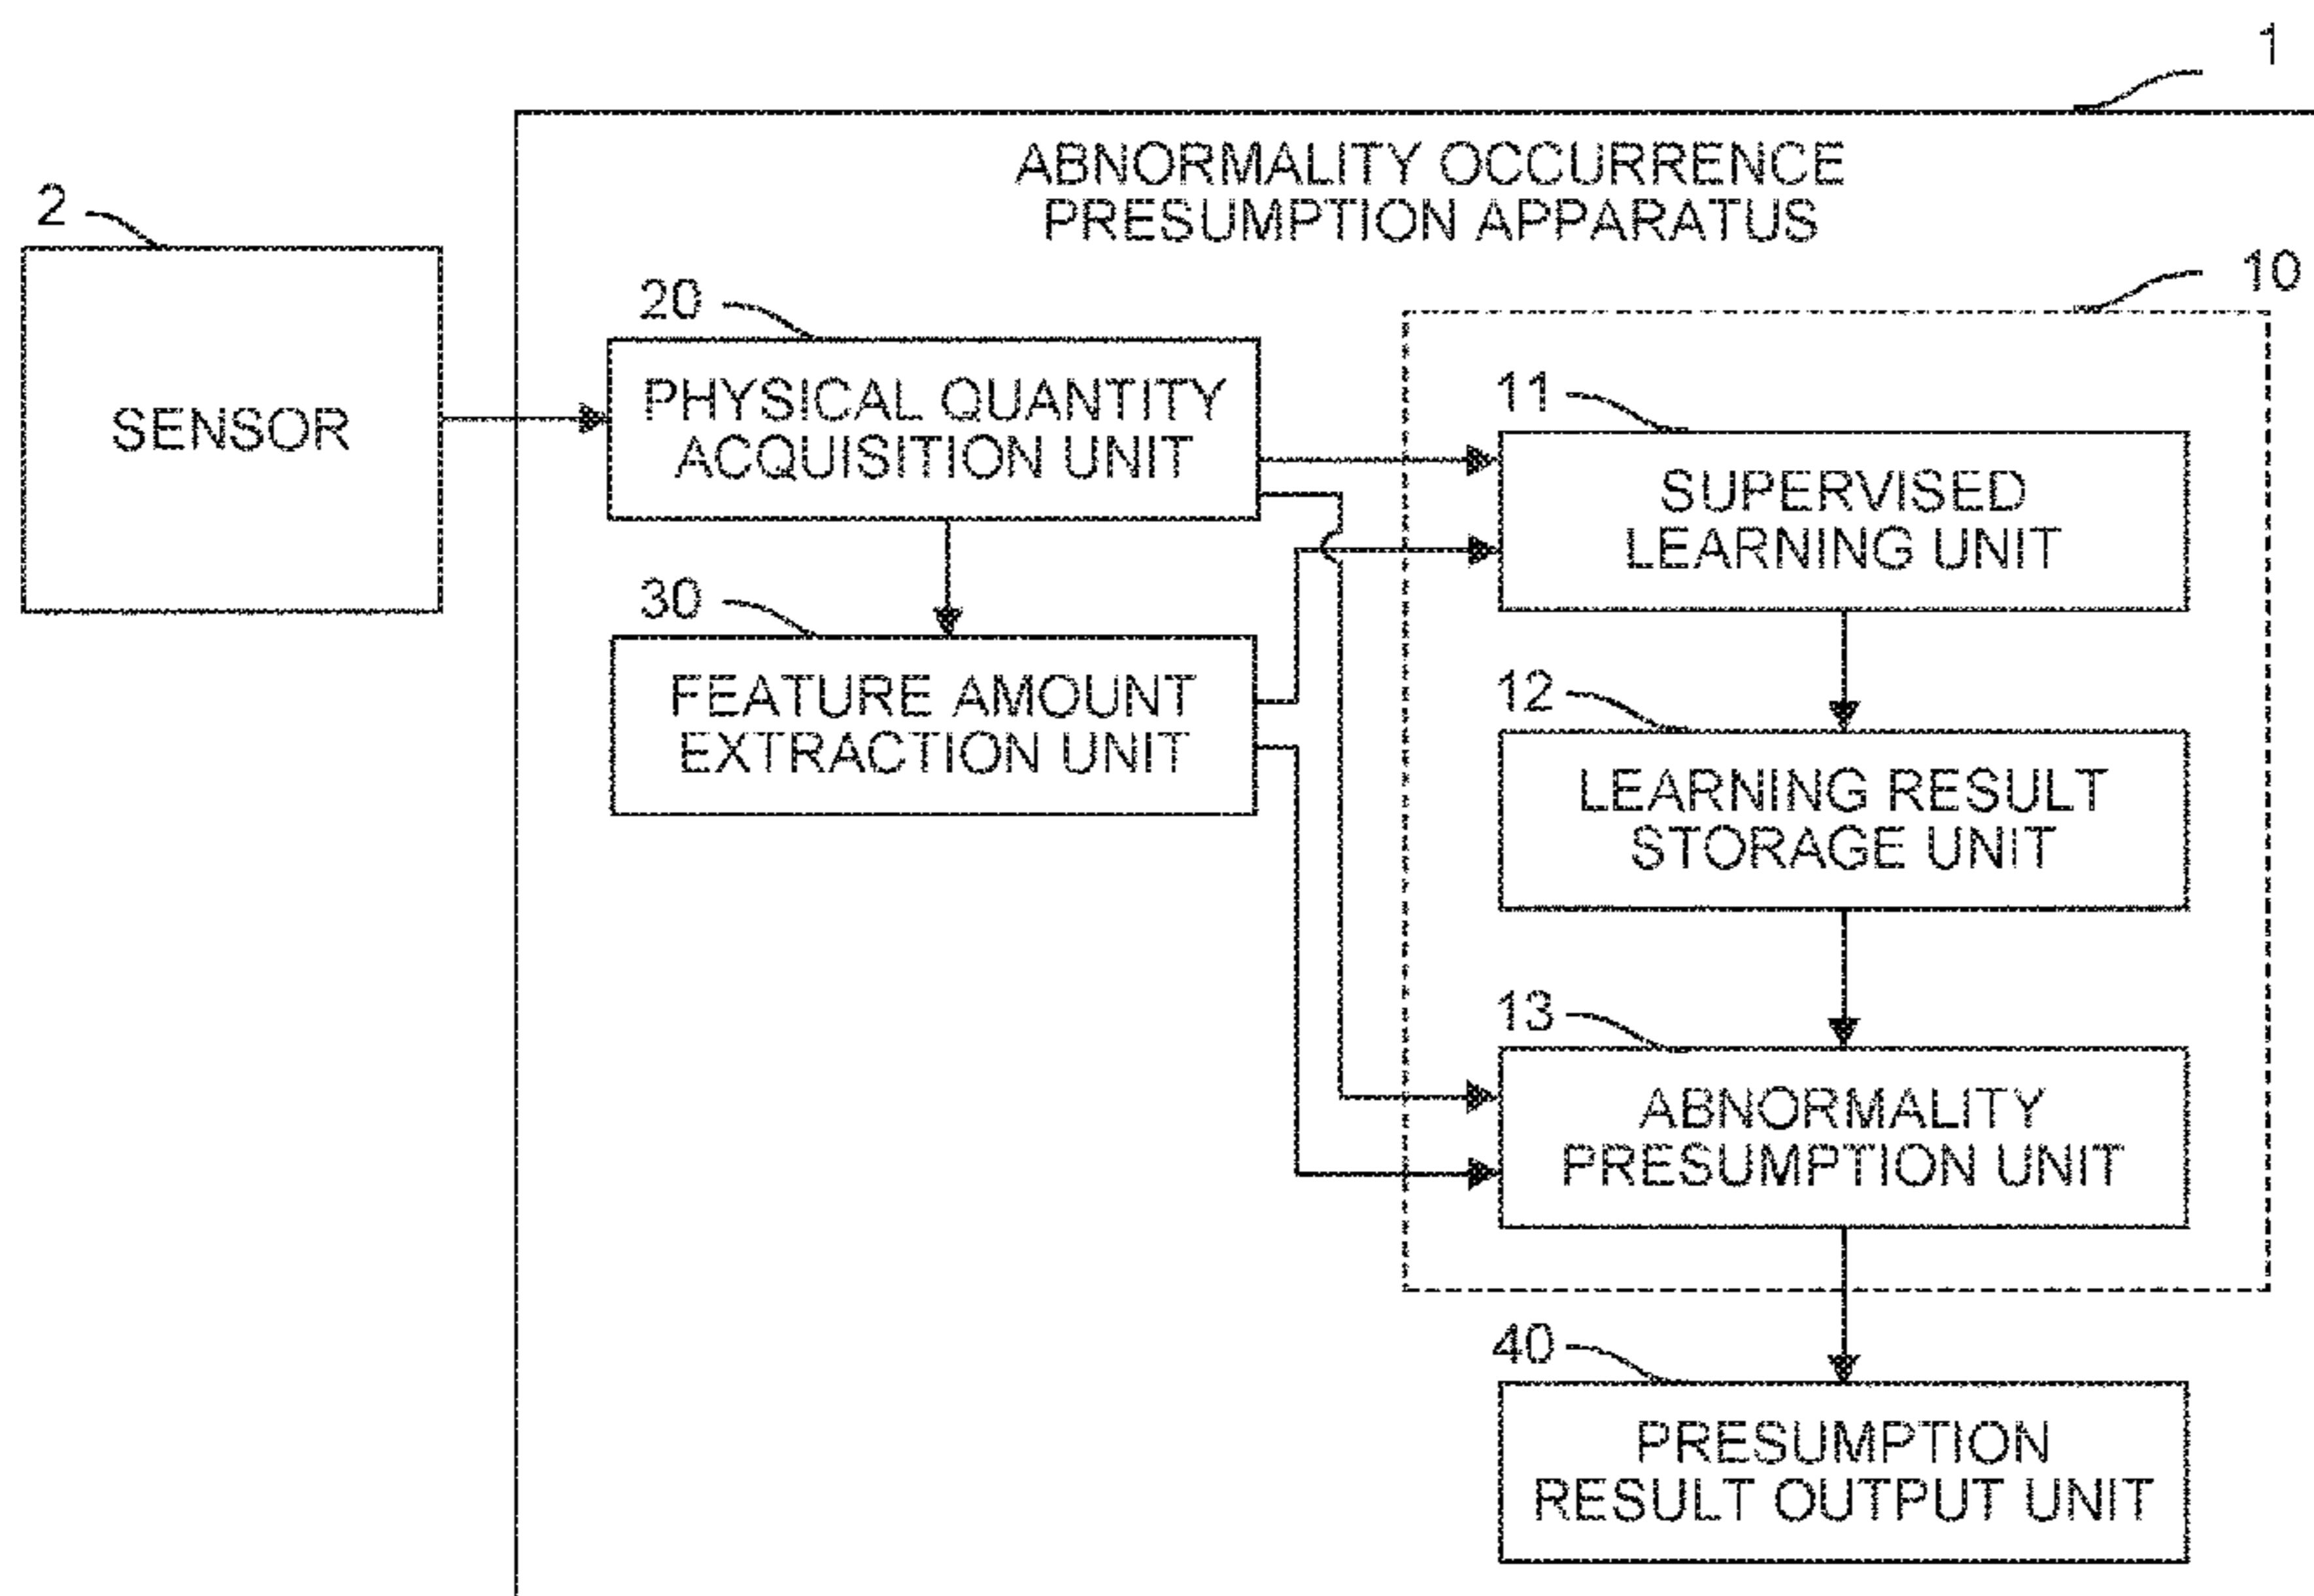 1
ABNORMALITY OCCURRENCE
PRESUMPTION APPARATUS
2
SENSOR
20
PHYSICAL QUANTITY
ACQUISITION UNIT
30
FEATURE AMOUNT
EXTRACTION UNIT
10
11
SUPERVISED
LEARNING UNIT
12
LEARNING RESULT
STORAGE UNIT
13
ABNORMALITY
PRESUMPTION UNIT
40
PRESUMPTION
RESULT OUTPUT UNIT